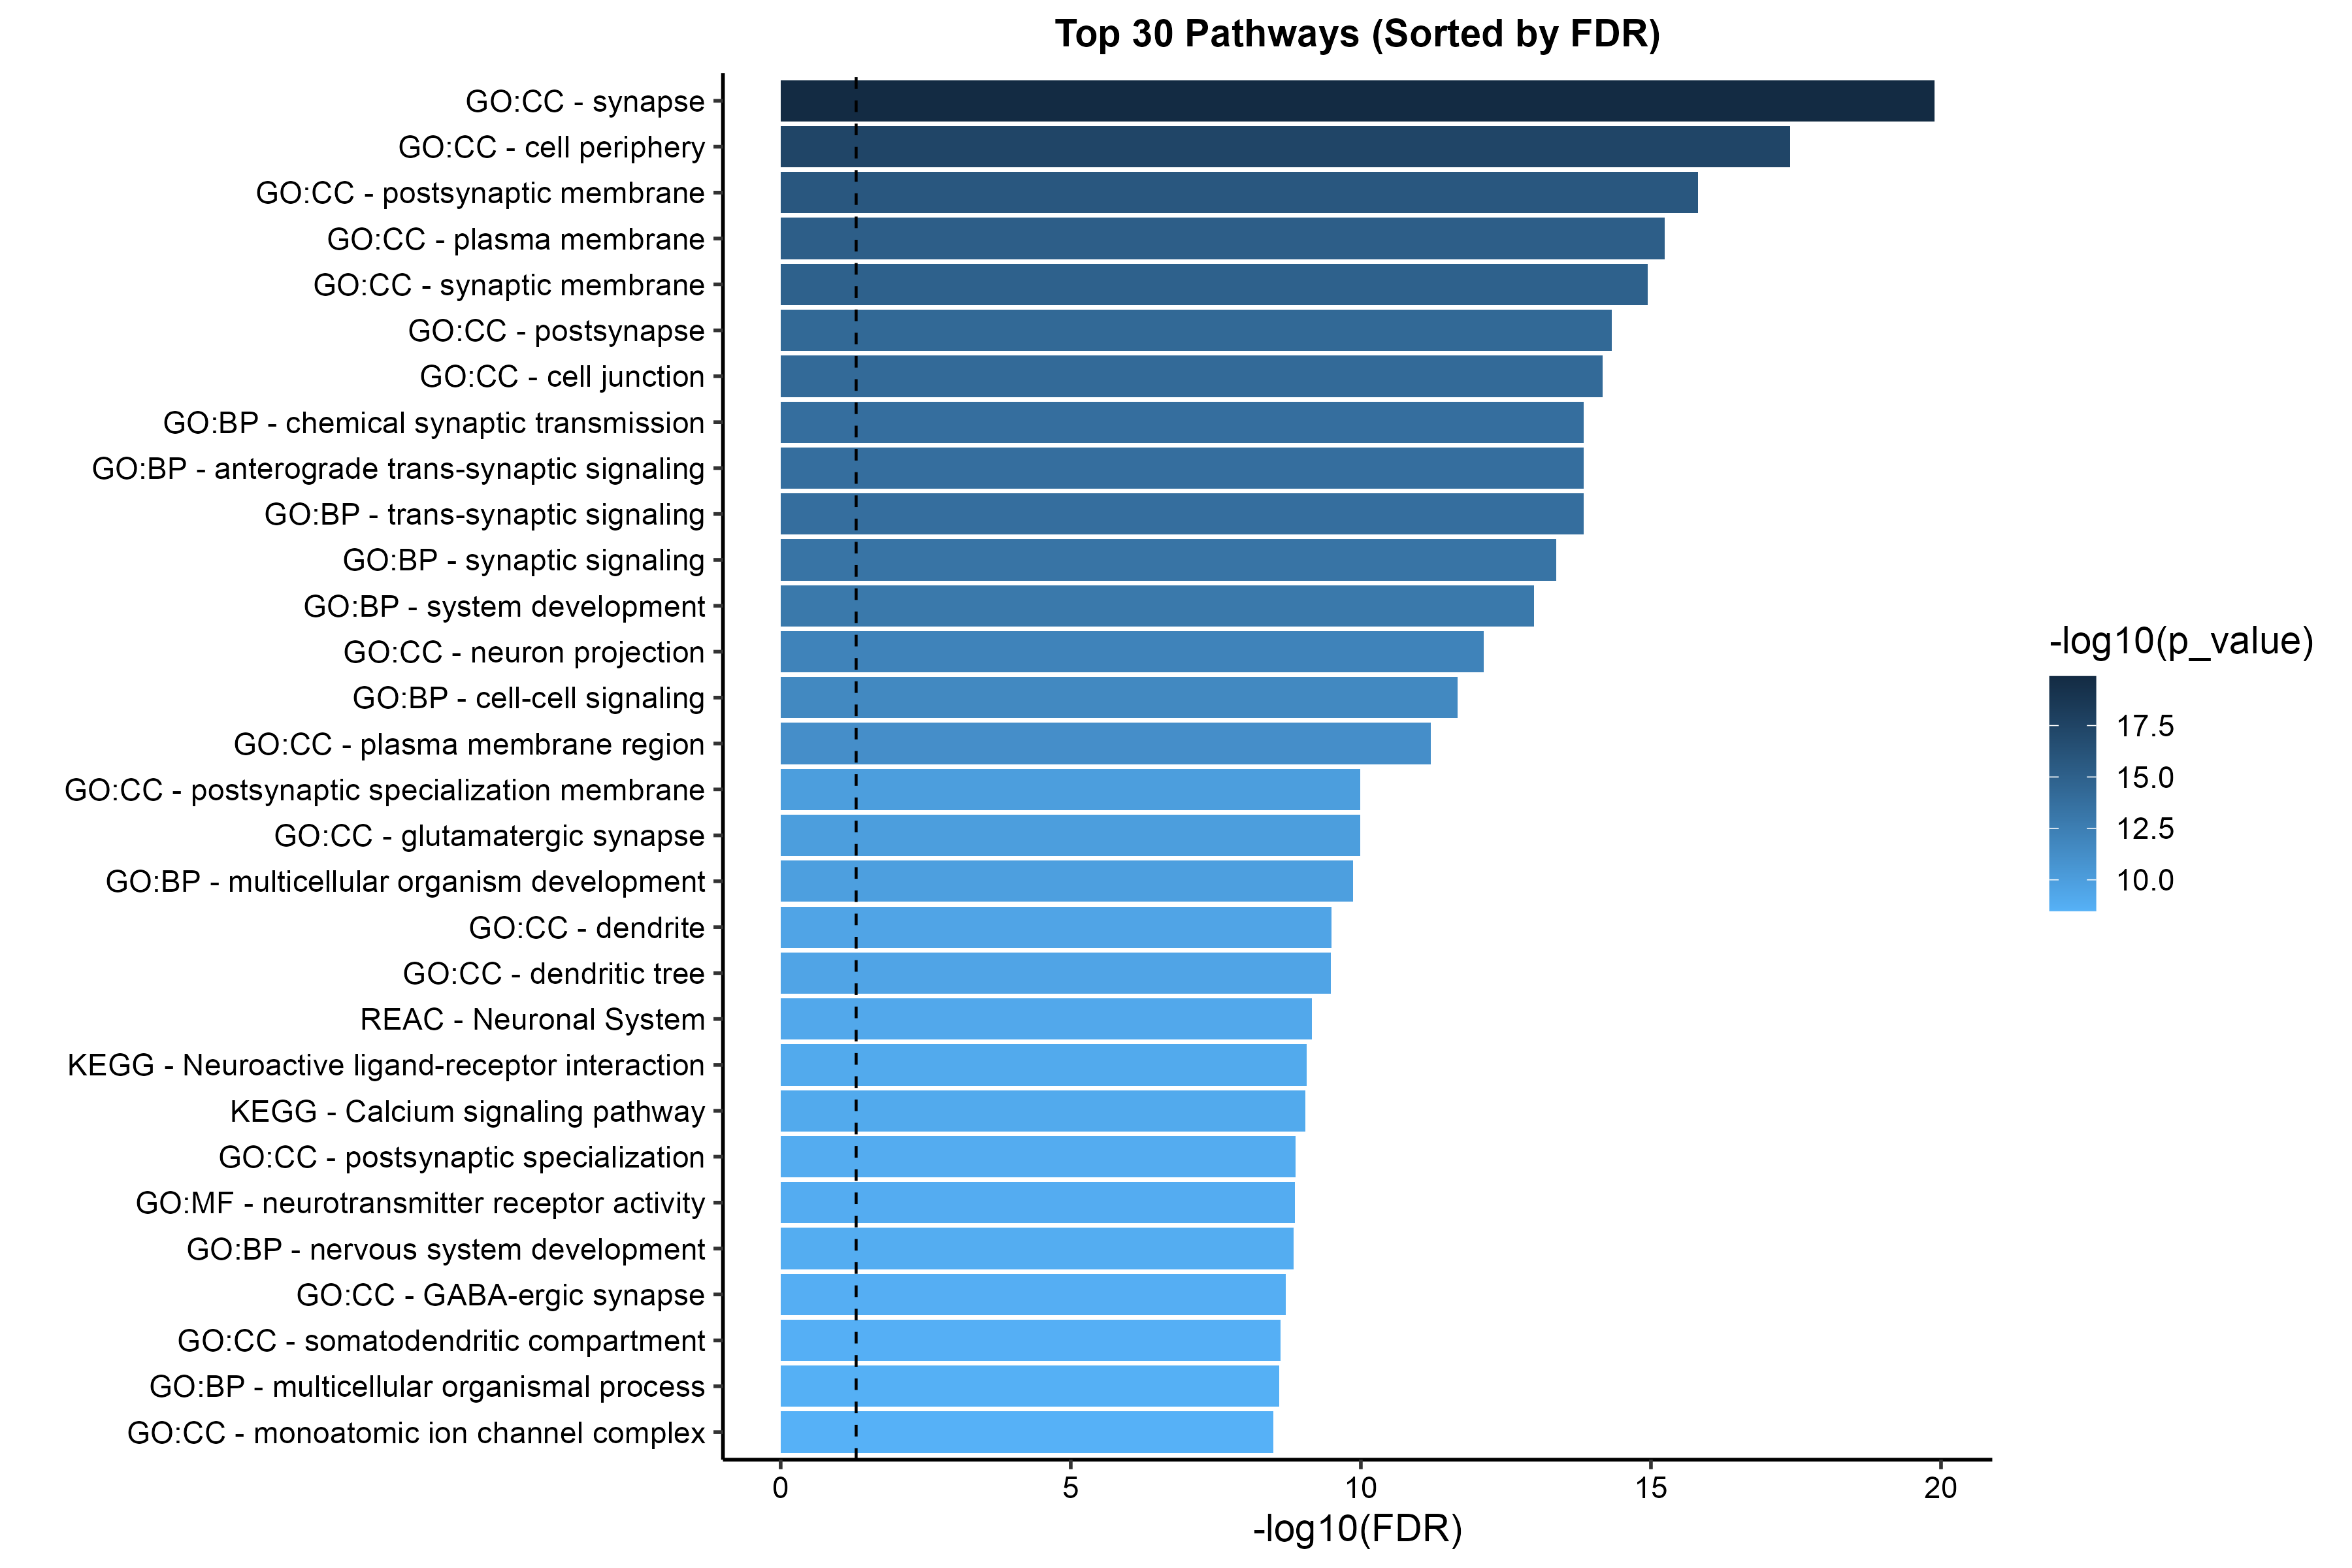 Top 30 Pathways (Sorted by FDR)
GO:CC - synapse
GO:CC - cell periphery
GO:CC - postsynaptic membrane
GO:CC - plasma membrane
GO:CC - synaptic membrane
GO:CC - postsynapse
GO:CC - cell junction
GO:BP - chemical synaptic transmission
GO:BP - anterograde trans-synaptic signaling
GO:BP - trans-synaptic signaling
GO:BP - synaptic signaling
GO:BP - system development
GO:CC - neuron projection
GO:BP - cell-cell signaling
GO:CC - plasma membrane region
GO:CC - postsynaptic specialization membrane
GO:CC - glutamatergic synapse
GO:BP - multicellular organism development
GO:CC - dendrite
GO:CC - dendritic tree
REAC - Neuronal System
KEGG - Neuroactive ligand-receptor interaction
KEGG - Calcium signaling pathway
GO:CC - postsynaptic specialization
GO:MF - neurotransmitter receptor activity
GO:BP - nervous system development
GO:CC - GABA-ergic synapse
GO:CC - somatodendritic compartment
GO:BP - multicellular organismal process
GO:CC - monoatomic ion channel complex
0 5 10 15 20
-log10(FDR)
-log10(p_value)
17.5
15.0
12.5
10.0